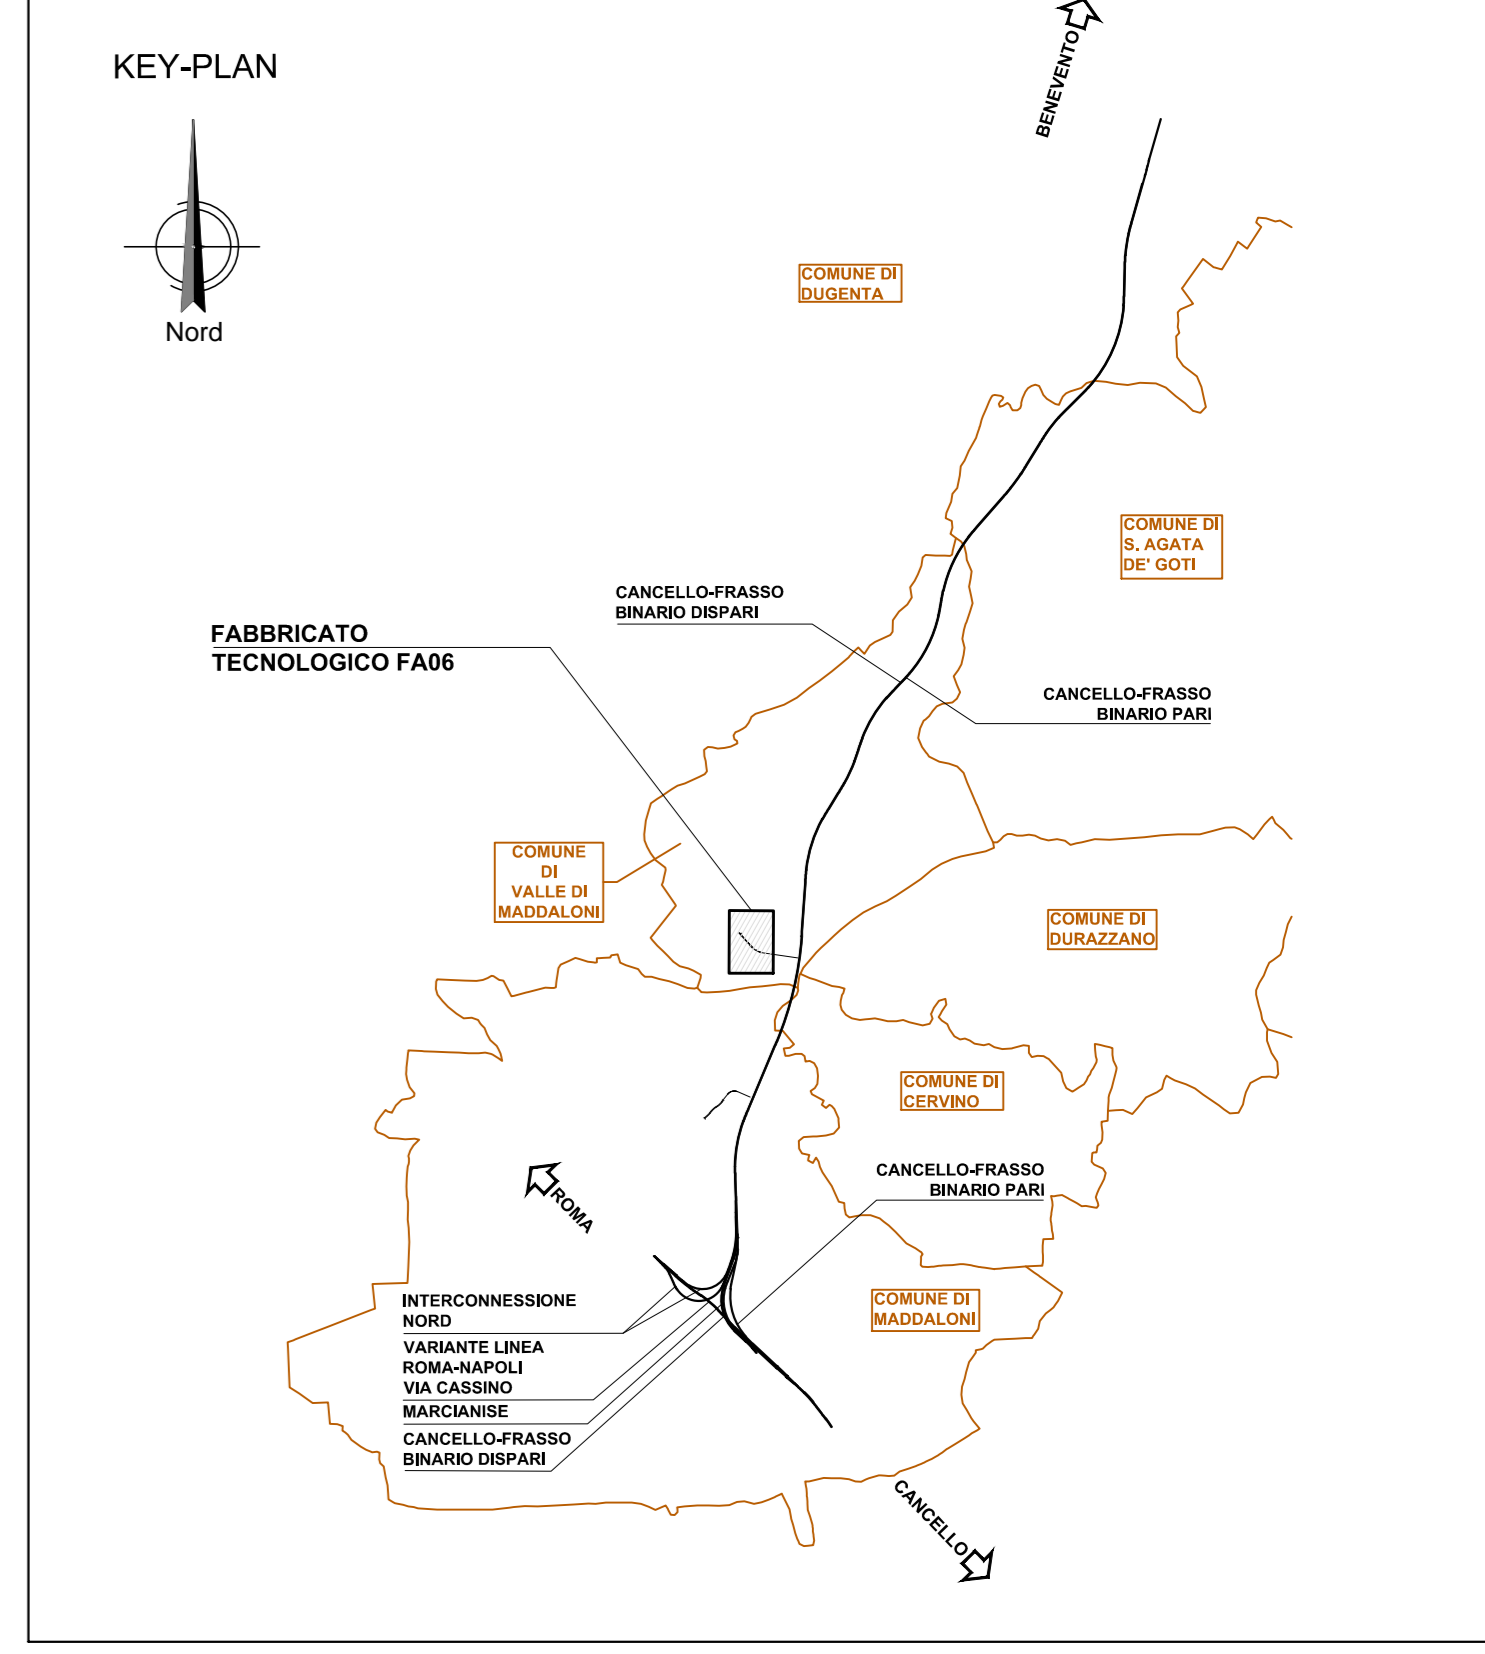 KEY-PLAN
Nord
BENEVENTO
COMUNE DI
DUGENTA
COMUNE DI
S. AGATA
DE' GOTI
CANCELLO-FRASSO
BINARIO DISPARI
FABBRICATO
TECNOLOGICO FA06
CANCELLO-FRASSO
BINARIO PARI
COMUNE
DI
VALLE DI
MADDALONI
COMUNE DI
DURAZZANO
COMUNE DI
CERVINO
CANCELLO-FRASSO
BINARIO PARI
ROMA
INTERCONNESSIONE
NORD
VARIANTE LINEA
ROMA-NAPOLI
VIA CASSINO
MARCIANISE
CANCELLO-FRASSO
BINARIO DISPARI
COMUNE DI
MADDALONI
CANCELLO